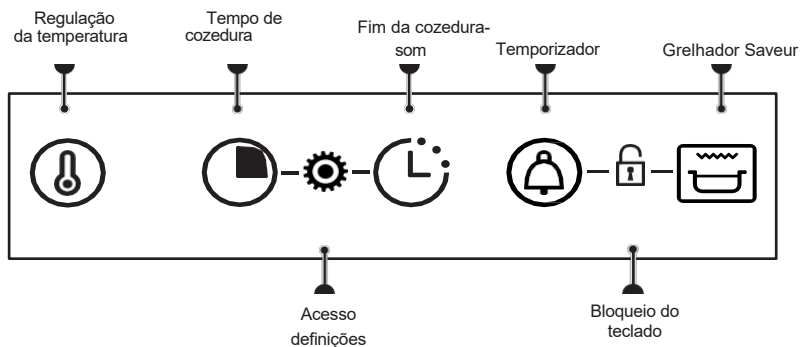 Regulação
da temperatura
Tempo de
cozedura
Fim da cozedura-
som
Temporizador
Grelhador Saveur
Acesso
definições
Bloqueio do
teclado